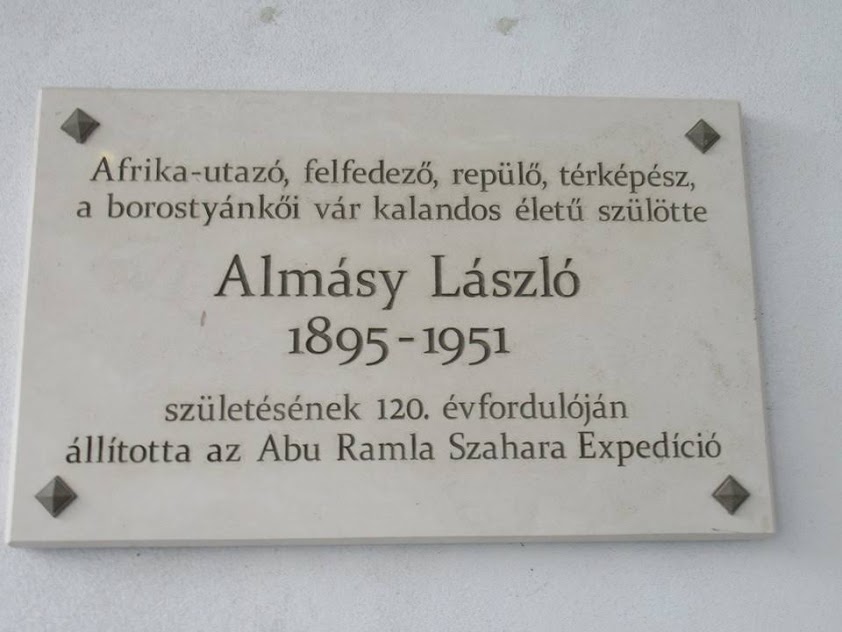 Afrika-utazó, felfedező, repülő, térképész,
a borostyánkői vár kalandos életű szülötte
Almásy László
1895-1951
születésének 120. évfordulóján
állította az Abu Ramla Szahara Expedíció